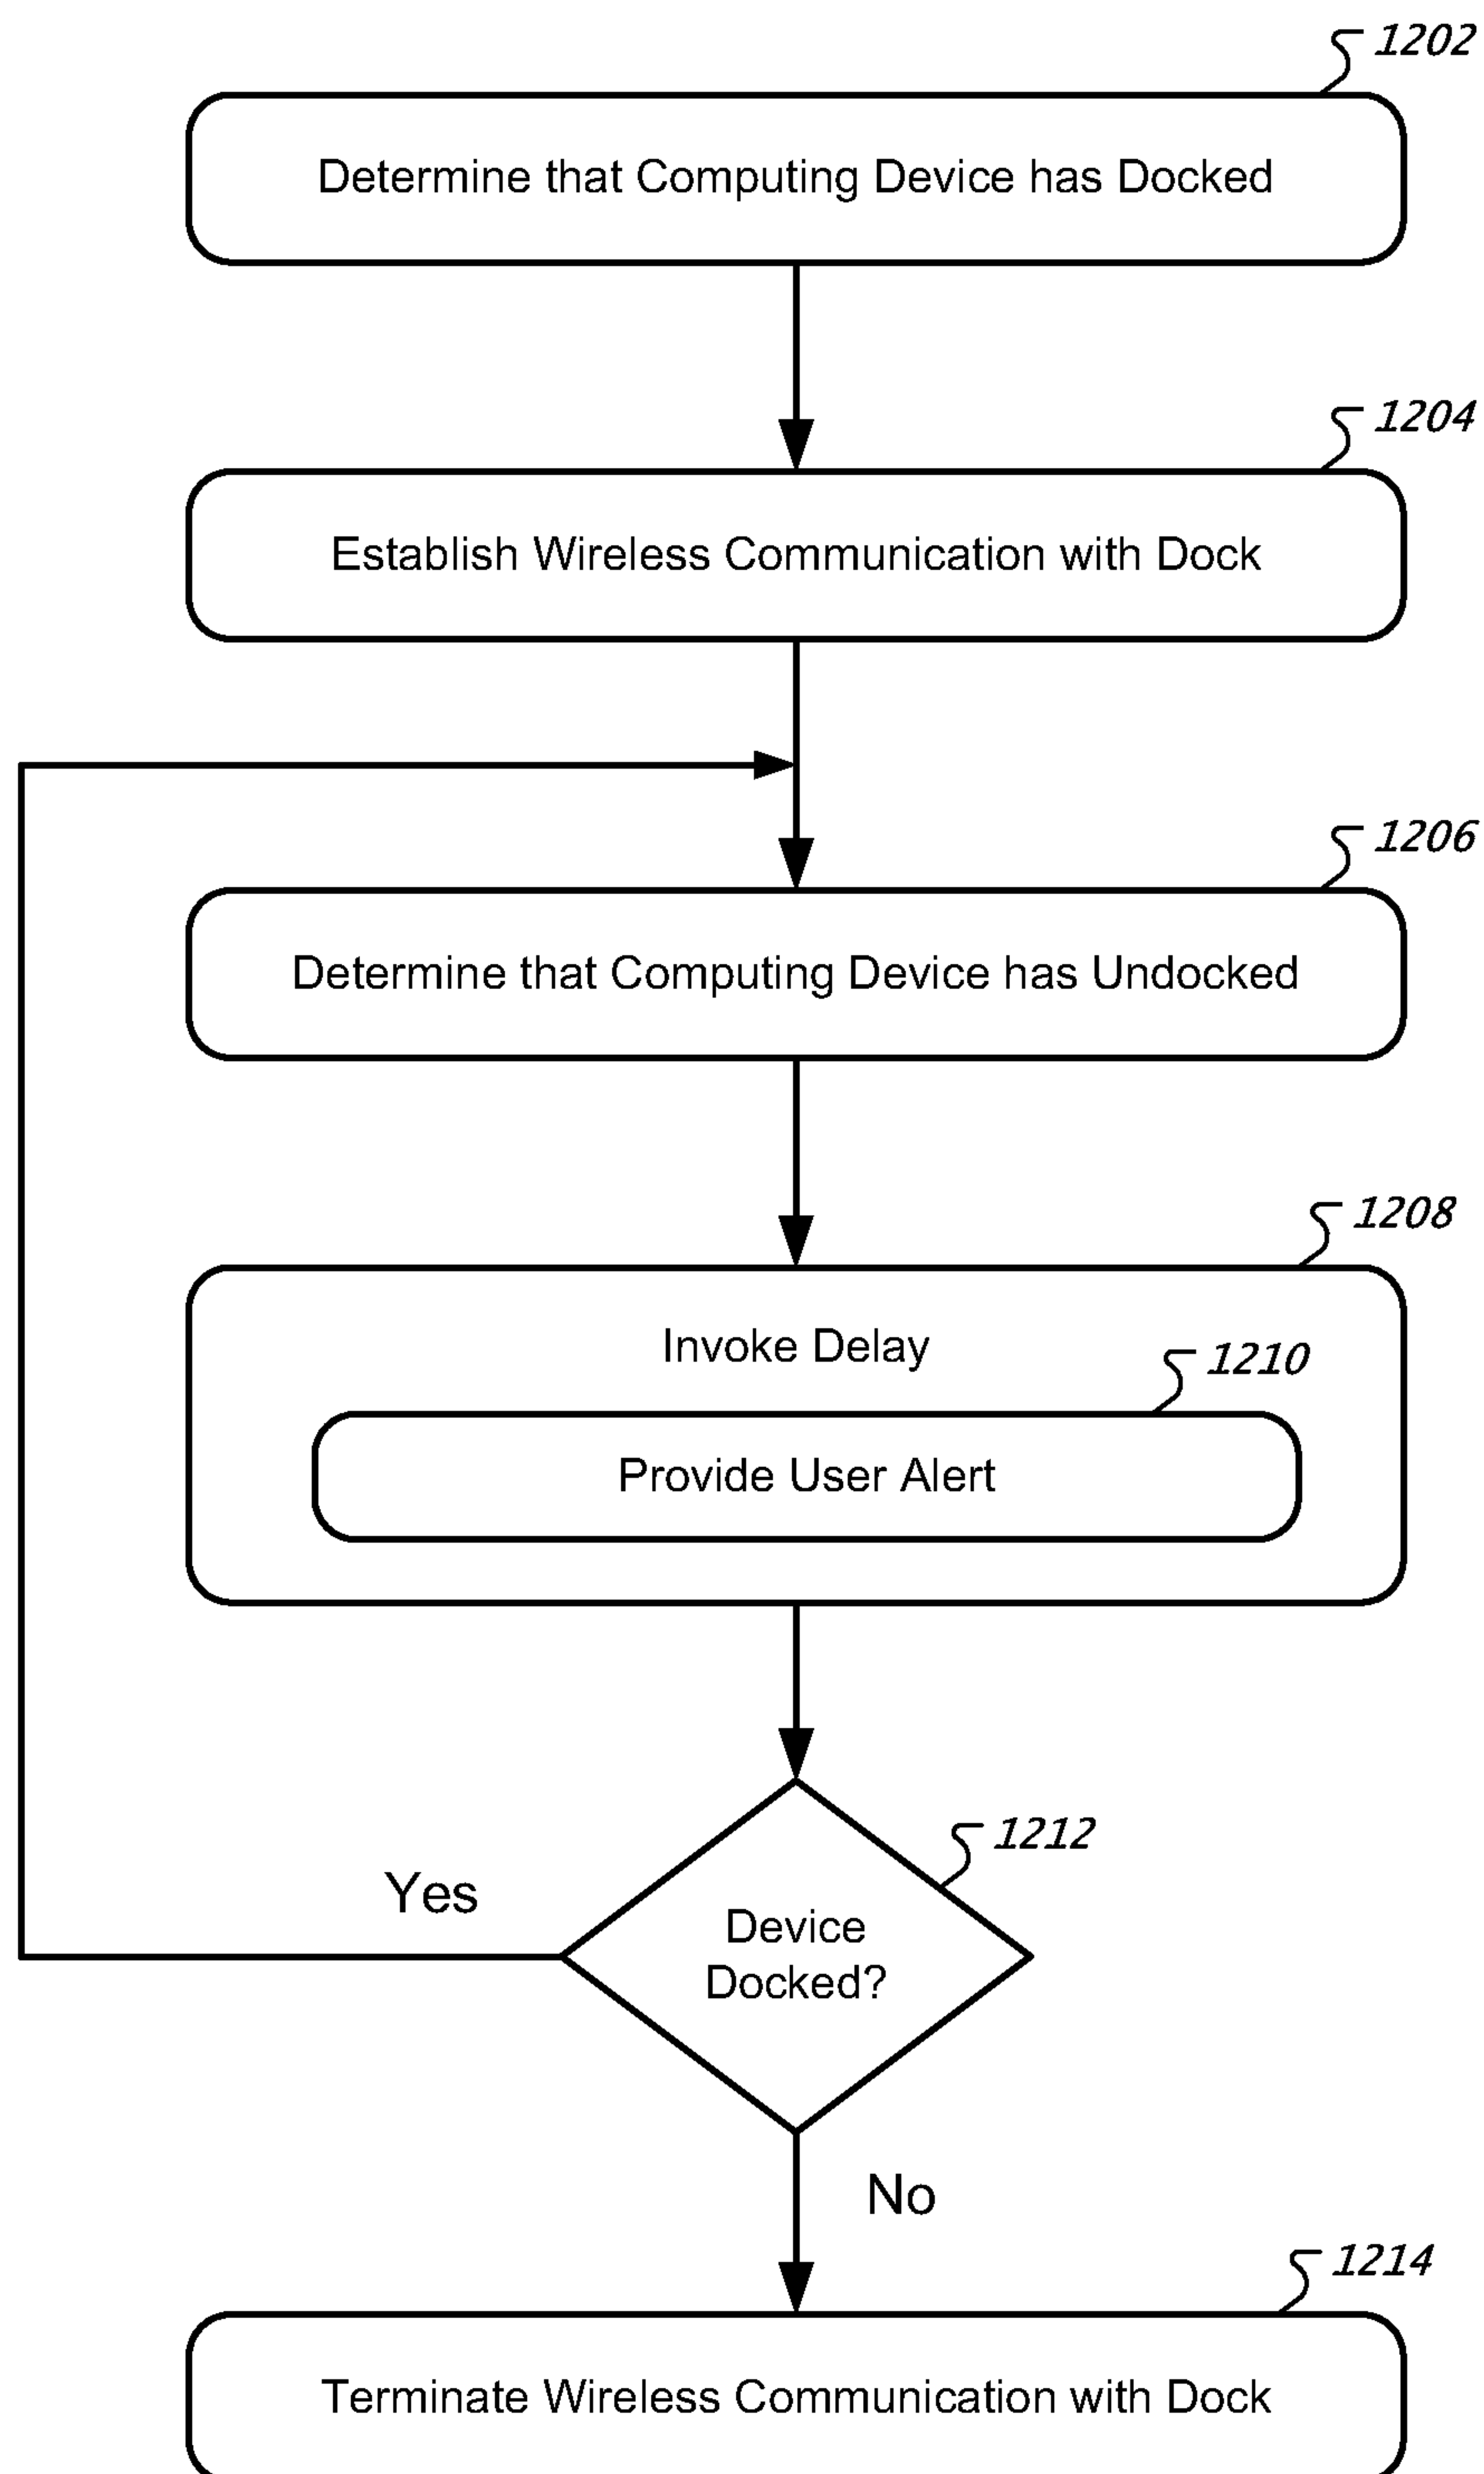 1202
Determine that Computing Device has Docked
1204
Establish Wireless Communication with Dock
1206
Determine that Computing Device has Undocked
1208
Invoke Delay
1210
Provide User Alert
1212
Device
Docked?
Yes
No
1214
Terminate Wireless Communication with Dock